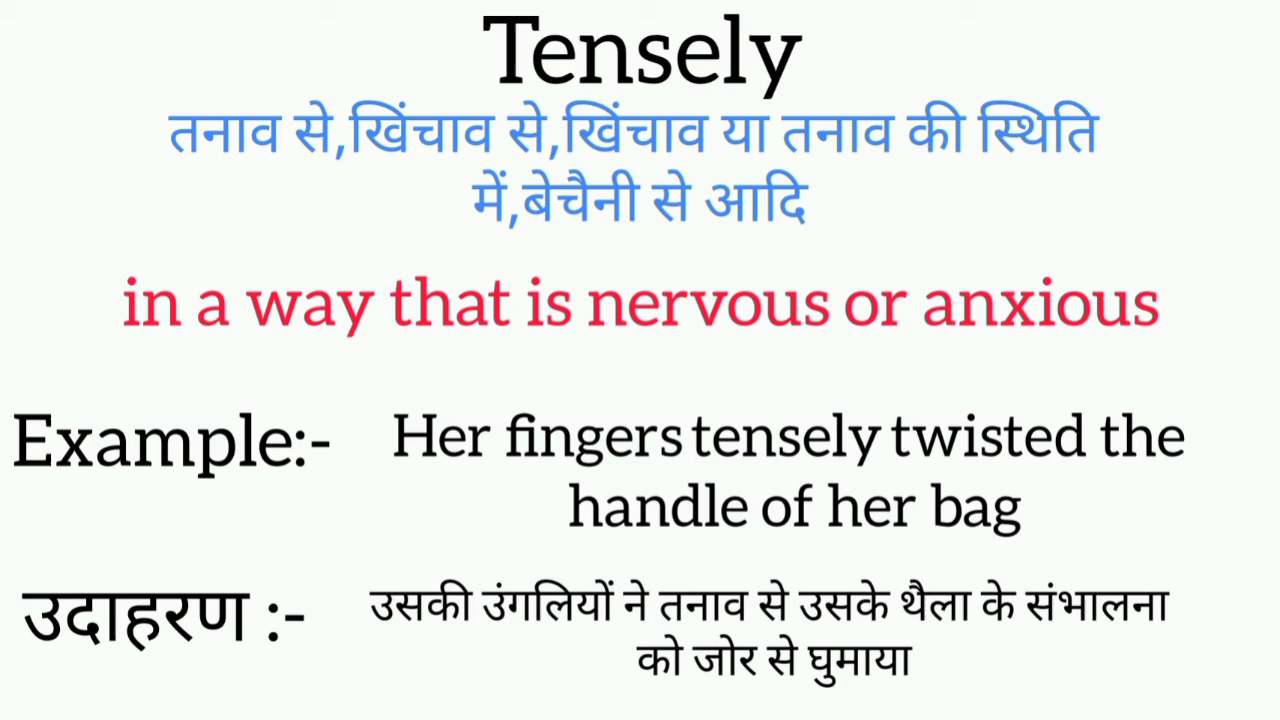 Tensely
तनाव से,खिंचाव से,खिंचाव या तनाव की स्थिति
में,बेचैनी से आदि
in a way that is nervous or anxious
Example:- Her fingers tensely twisted the
handle of her bag
उदाहरण :- उसकी उंगलियों ने तनाव से उसके थैला के संभालना
को जोर से घुमाया